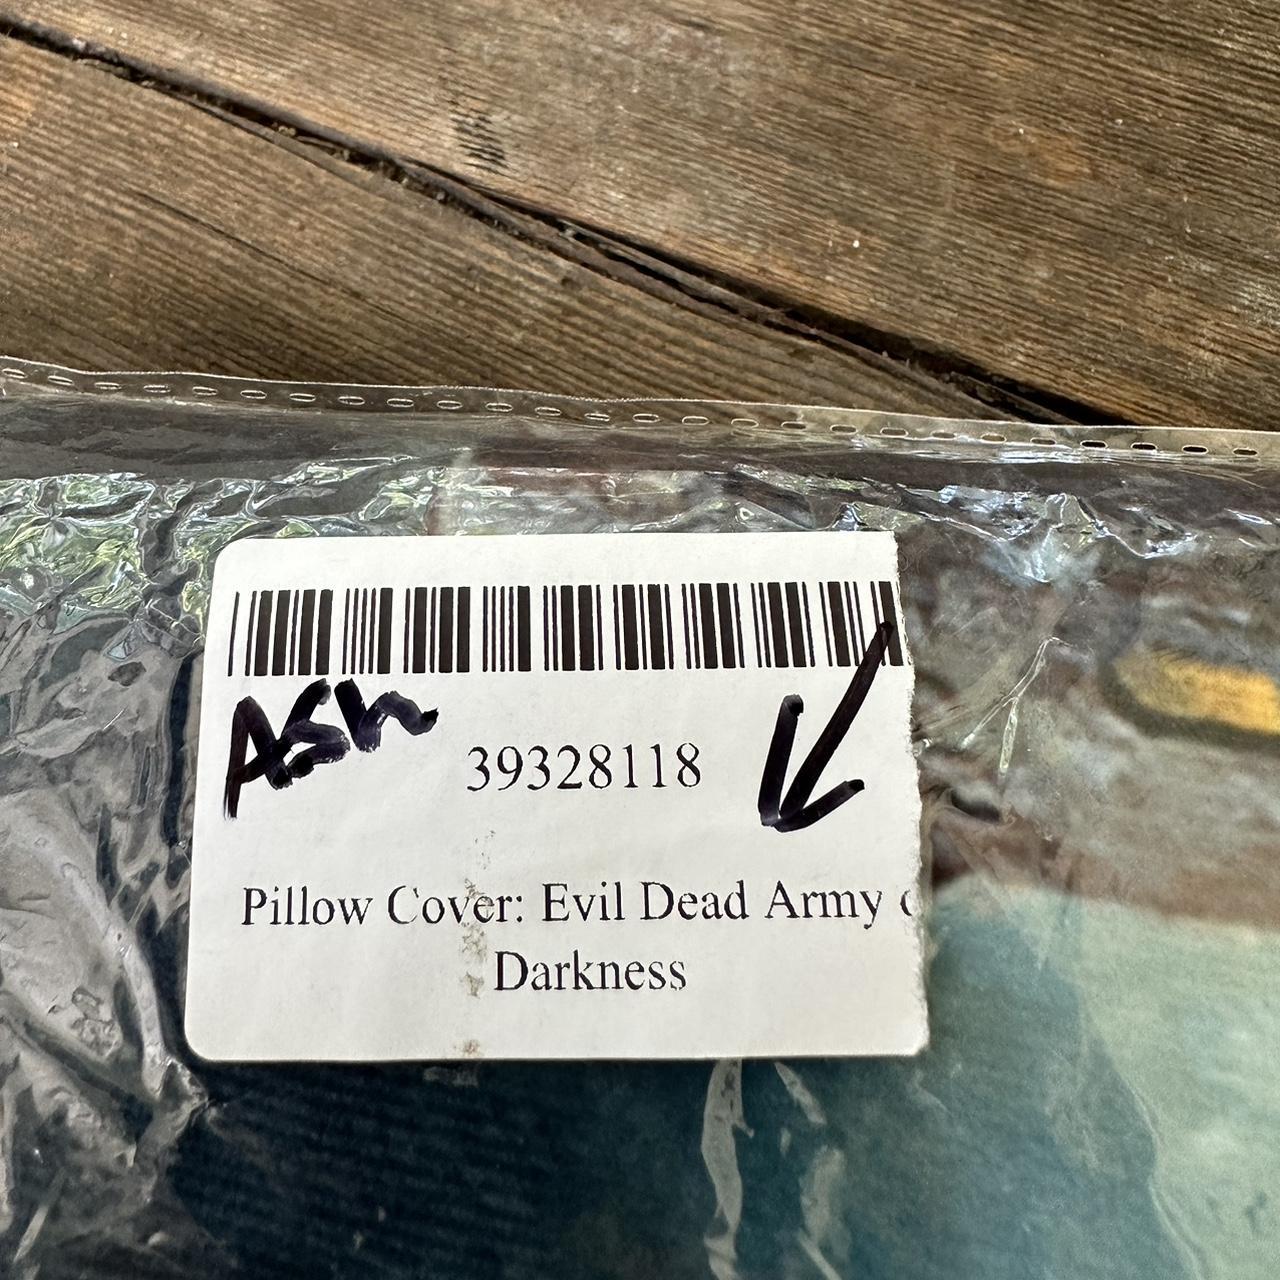 Ash
39328118
Pillow Cover: Evil Dead Army
Darkness